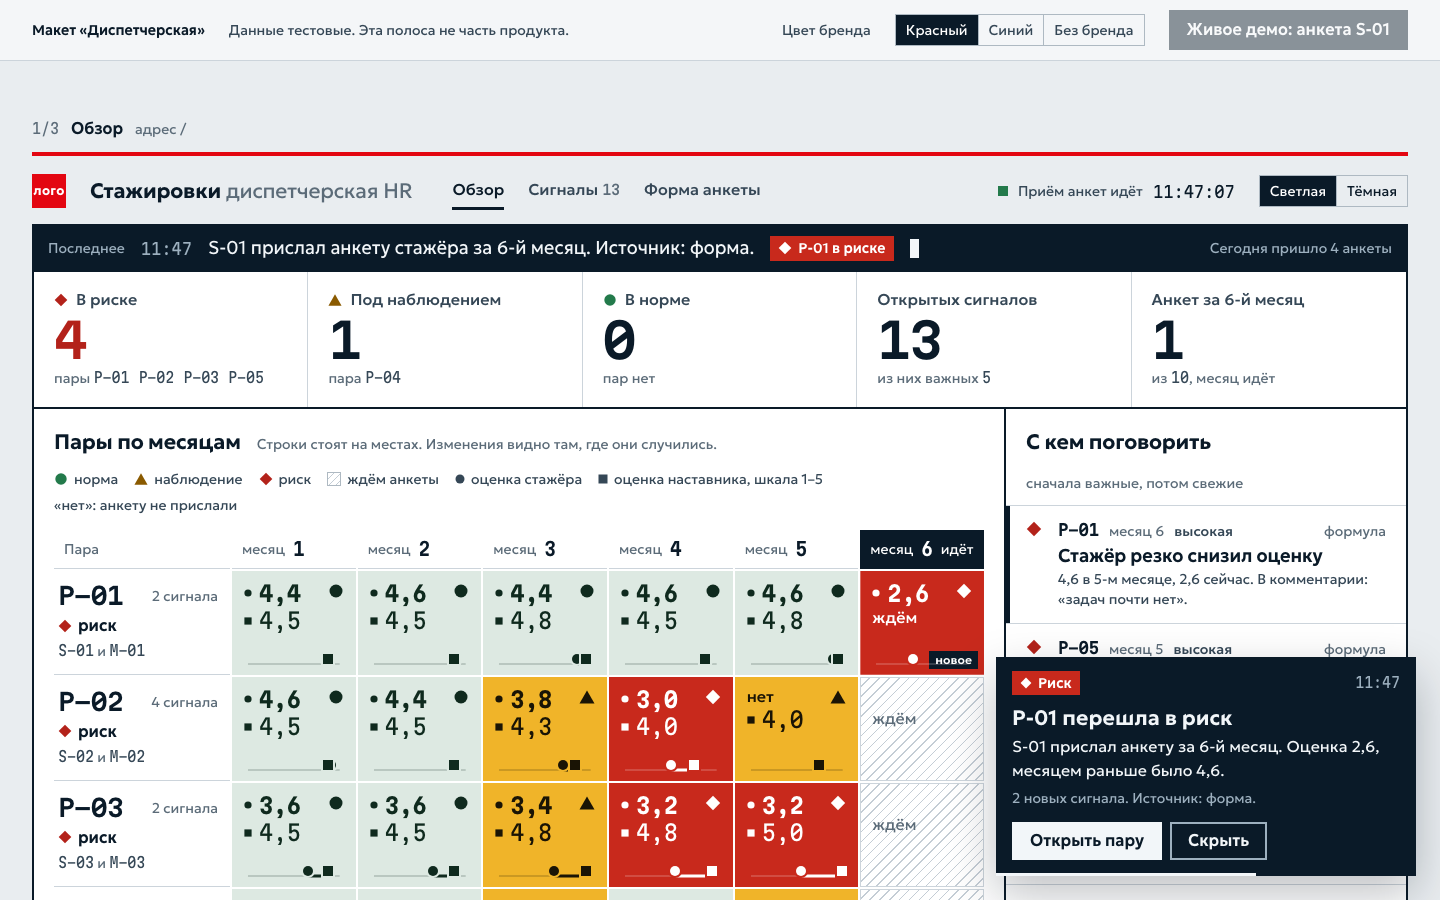 Макет «Диспетчерская» Данные тестовые. Эта полоса не часть продукта. Цвет бренда Красный Синий Без бренда Живое демо: анкета S-01
1/3 Обзор адрес /
лого Стажировки диспетчерская HR Обзор Сигналы 13 Форма анкеты Приём анкет идёт 11:47:07 Светлая Тёмная
Последнее 11:47 S-01 прислал анкету стажёра за 6-й месяц. Источник: форма. P-01 в риске Сегодня пришло 4 анкеты
В риске Под наблюдением В норме Открытых сигналов Анкет за 6-й месяц
4 1 0 13 1
пары P-01 P-02 P-03 P-05 пара P-04 пар нет из них важных 5 из 10, месяц идёт
Пары по месяцам Строки стоят на местах. Изменения видно там, где они случились.
норма наблюдение риск ждём анкеты оценка стажёра оценка наставника, шкала 1–5
«нет»: анкету не прислали
Пара месяц 1 месяц 2 месяц 3 месяц 4 месяц 5 месяц 6 идёт
P-01 2 сигнала 4,4 4,6 4,4 4,6 4,6 2,6
риск 4,5 4,5 4,8 4,5 4,8 ждём
S-01 и M-01 новое
P-02 4 сигнала 4,6 4,4 3,8 3,0 нет ждём
риск 4,5 4,5 4,3 4,0 4,0
S-02 и M-02
P-03 2 сигнала 3,6 3,6 3,4 3,2 3,2 ждём
риск 4,5 4,5 4,8 4,8 5,0
S-03 и M-03
С кем поговорить
сначала важные, потом свежие
P-01 месяц 6 высокая формула
Стажёр резко снизил оценку
4,6 в 5-м месяце, 2,6 сейчас. В комментарии:
«задач почти нет».
P-05 месяц 5 высокая формула
Риск 11:47
P-01 перешла в риск
S-01 прислал анкету за 6-й месяц. Оценка 2,6,
месяцем раньше было 4,6.
2 новых сигнала. Источник: форма.
Открыть пару Скрыть